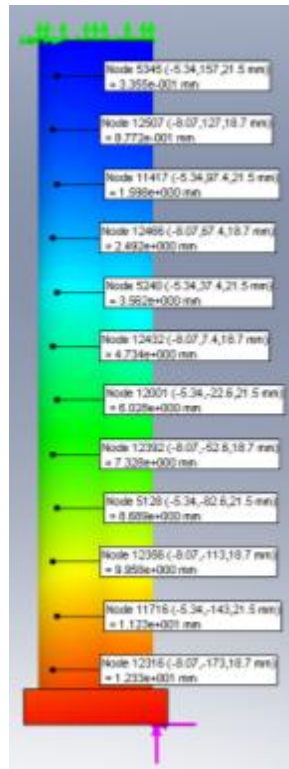 Node 5345 (-5.34,157,21.5 mm)
= 3.355e-001 mm
Node 12507 (-8.07,127,18.7 mm)
= 8.772e-001 mm
Node 11417 (-5.34,97.4,21.5 mm)
= 1.598e+000 mm
Node 12466 (-8.07,67.4,18.7 mm)
= 2.492e+000 mm
Node 5240 (-5.34,37.4,21.5 mm)
= 3.562e+000 mm
Node 12432 (-8.07,7.4,18.7 mm)
= 4.734e+000 mm
Node 12001 (-5.34,-22.6,21.5 mm)
= 6.028e+000 mm
Node 12392 (-8.07,-52.6,18.7 mm)
= 7.328e+000 mm
Node 5128 (-5.34,-82.6,21.5 mm)
= 8.689e+000 mm
Node 12356 (-8.07,-113,18.7 mm)
= 9.958e+000 mm
Node 11716 (-5.34,-143,21.5 mm)
= 1.123e+001 mm
Node 12316 (-8.07,-173,18.7 mm)
= 1.233e+001 mm